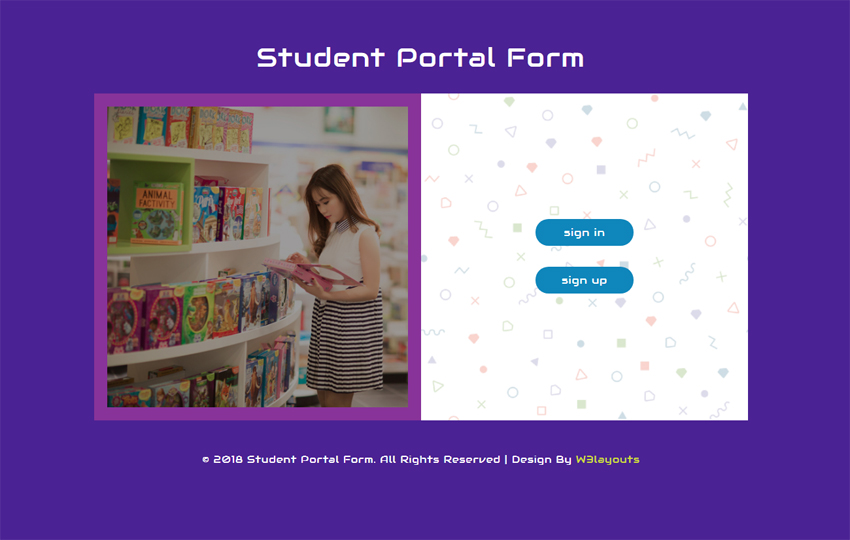 Student Portal Form
ANIMAL
FACTIVITY
sign in
sign up
© 2018 Student Portal Form. All Rights Reserved | Design By W3layouts